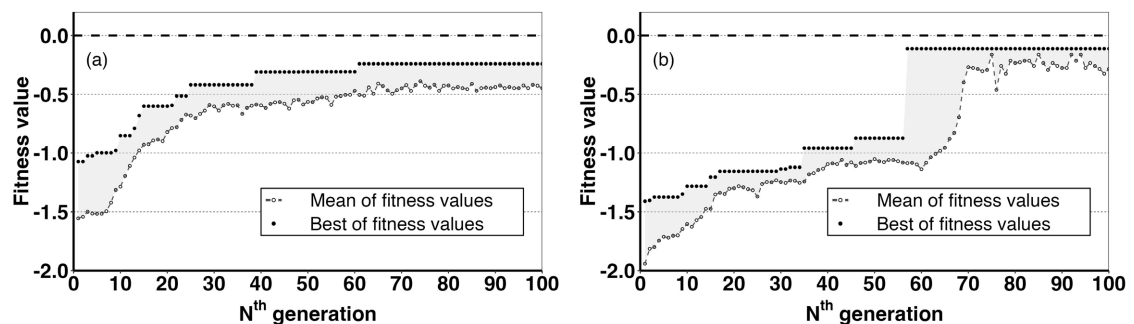 0.0
-0.5
-1.0
-1.5
-2.0
Fitness value
(a)
Mean of fitness values
Best of fitness values
0 10 20 30 40 50 60 70 80 90 100
Nth generation
0.0
-0.5
-1.0
-1.5
-2.0
Fitness value
(b)
Mean of fitness values
Best of fitness values
0 10 20 30 40 50 60 70 80 90 100
Nth generation